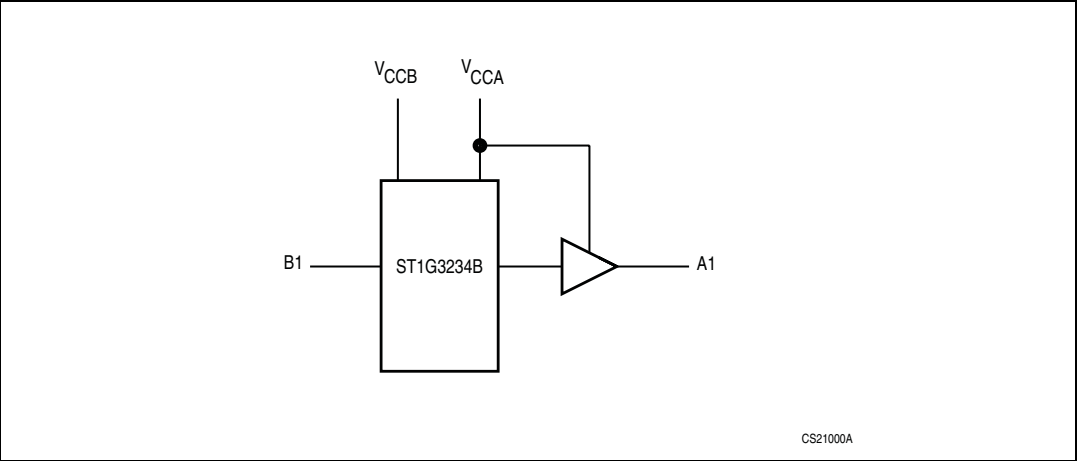 VCCB
VCCA
B1
ST1G3234B
A1
CS21000A